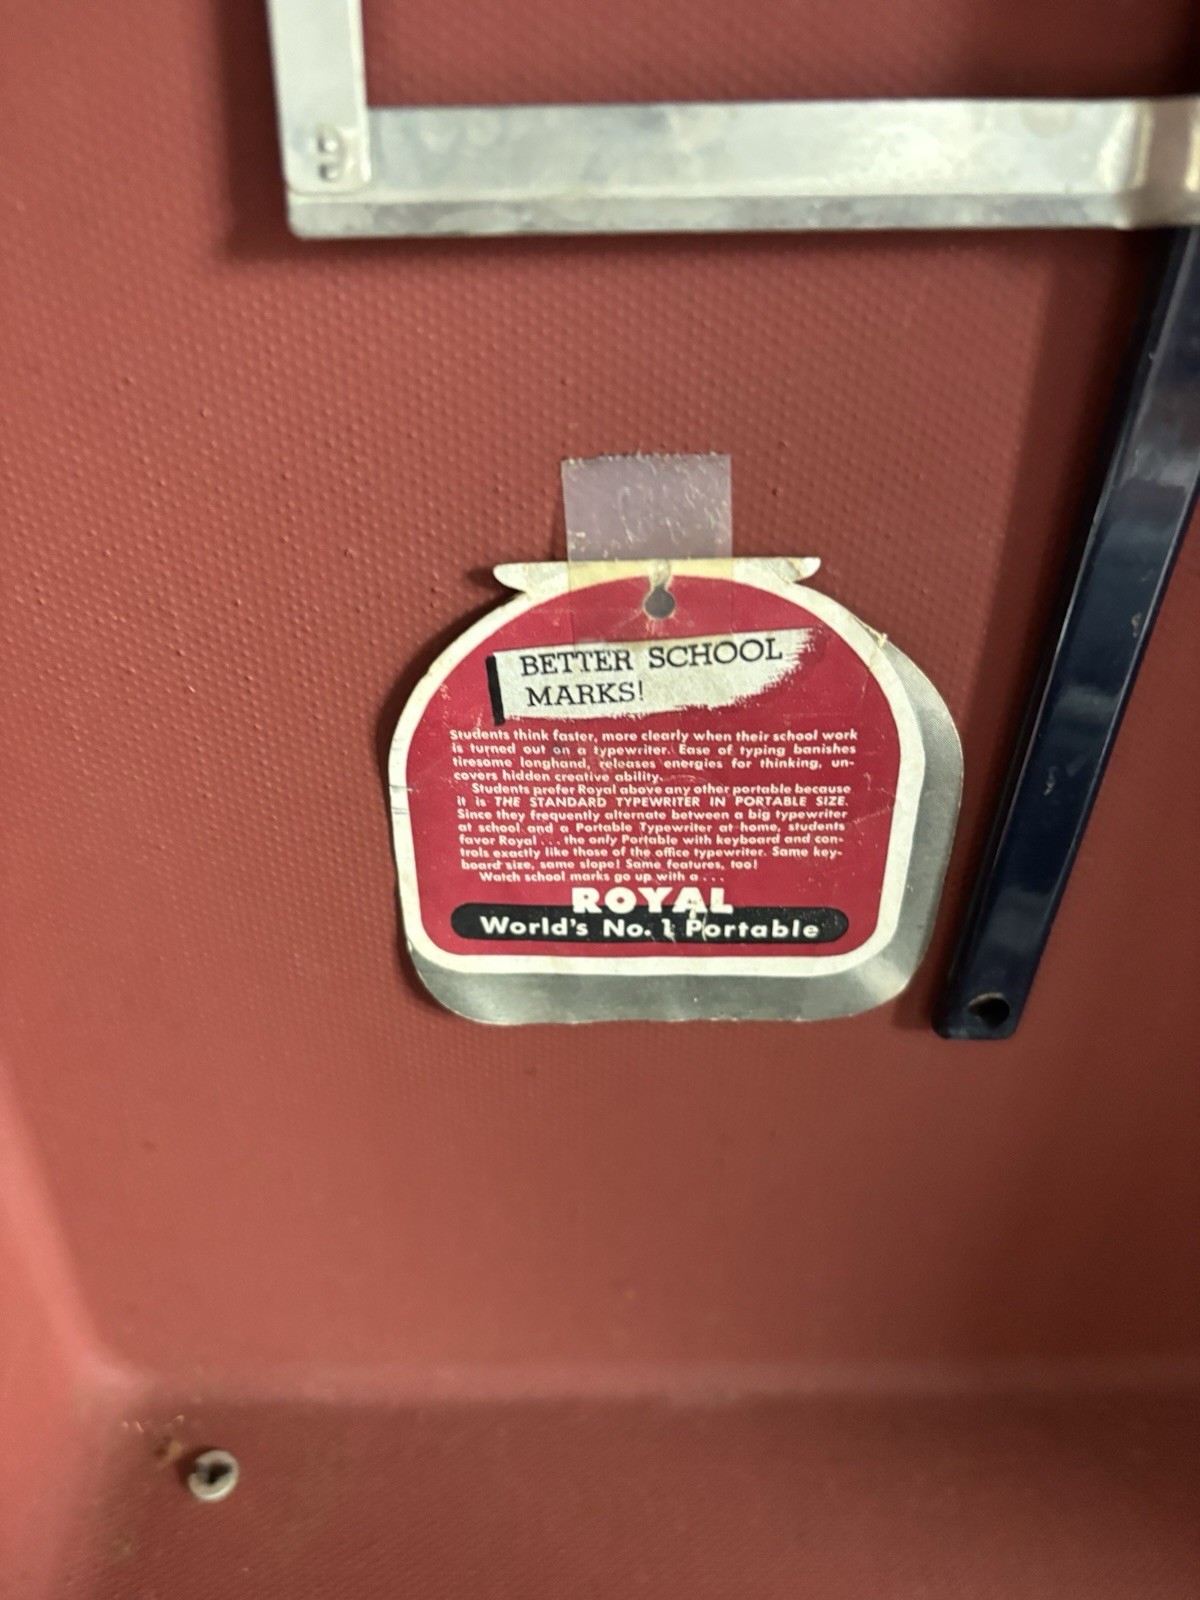 BETTER SCHOOL
MARKS!
Students think faster, more clearly when their school work
is turned out on a typewriter. Ease of typing banishes
tiresome longhand, releases energies for thinking, un-
covers hidden creative ability.
Students prefer Royal above any other portable because
it is THE STANDARD TYPEWRITER IN PORTABLE SIZE.
Since they frequently alternate between a big typewriter
at school and a Portable Typewriter at home, students
favor Royal . . . the only Portable with keyboard and con-
trols exactly like those of the office typewriter. Same key-
board size, same slope! Same features, too!
Watch school marks go up with a . . .
ROYAL
World's No. 1 Portable